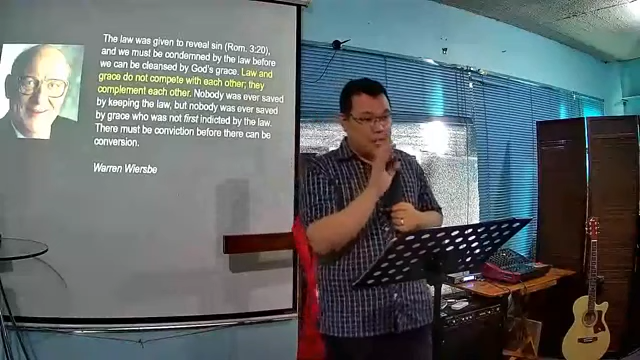 The law was given to reveal sin (Rom. 3:20),
and we must be condemned by the law before
we can be cleansed by God's grace. Law and
grace do not compete with each other; they
complement each other. Nobody was ever saved
by keeping the law, but nobody was ever saved
by grace who was not first indicted by the law.
There must be conviction before there can be
conversion.
Warren Wiersbe